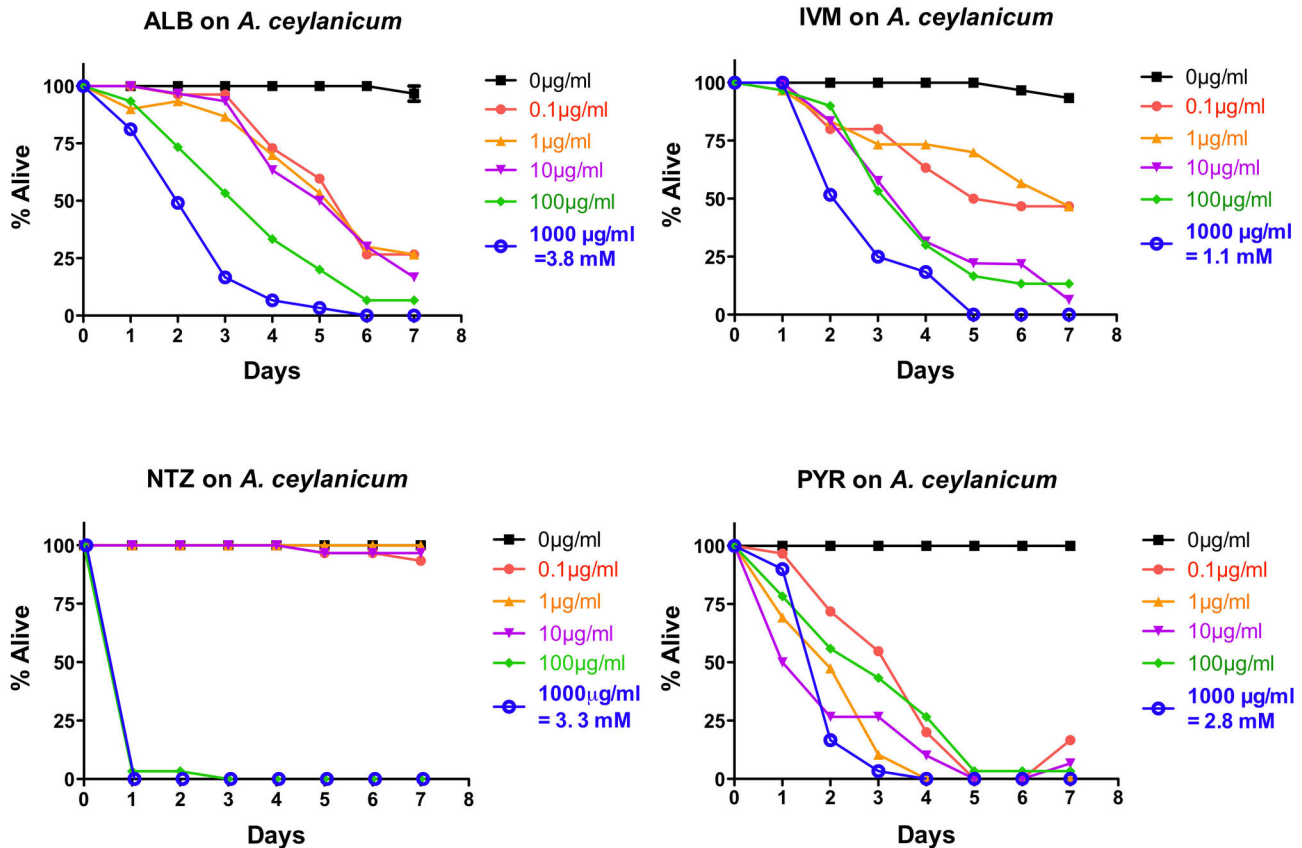 ALB on A. ceylanicum
% Alive
100
75
50
25
0
0 1 2 3 4 5 6 7 8
Days
0µg/ml
0.1µg/ml
1µg/ml
10µg/ml
100µg/ml
1000 µg/ml
=3.8 mM
IVM on A. ceylanicum
% Alive
100
75
50
25
0
0 1 2 3 4 5 6 7 8
Days
0µg/ml
0.1µg/ml
1µg/ml
10µg/ml
100µg/ml
1000 µg/ml
= 1.1 mM
NTZ on A. ceylanicum
% Alive
100
75
50
25
0
0 1 2 3 4 5 6 7 8
Days
0µg/ml
0.1µg/ml
1µg/ml
10µg/ml
100µg/ml
1000µg/ml
= 3. 3 mM
PYR on A. ceylanicum
% Alive
100
75
50
25
0
0 1 2 3 4 5 6 7 8
Days
0µg/ml
0.1µg/ml
1µg/ml
10µg/ml
100µg/ml
1000 µg/ml
= 2.8 mM